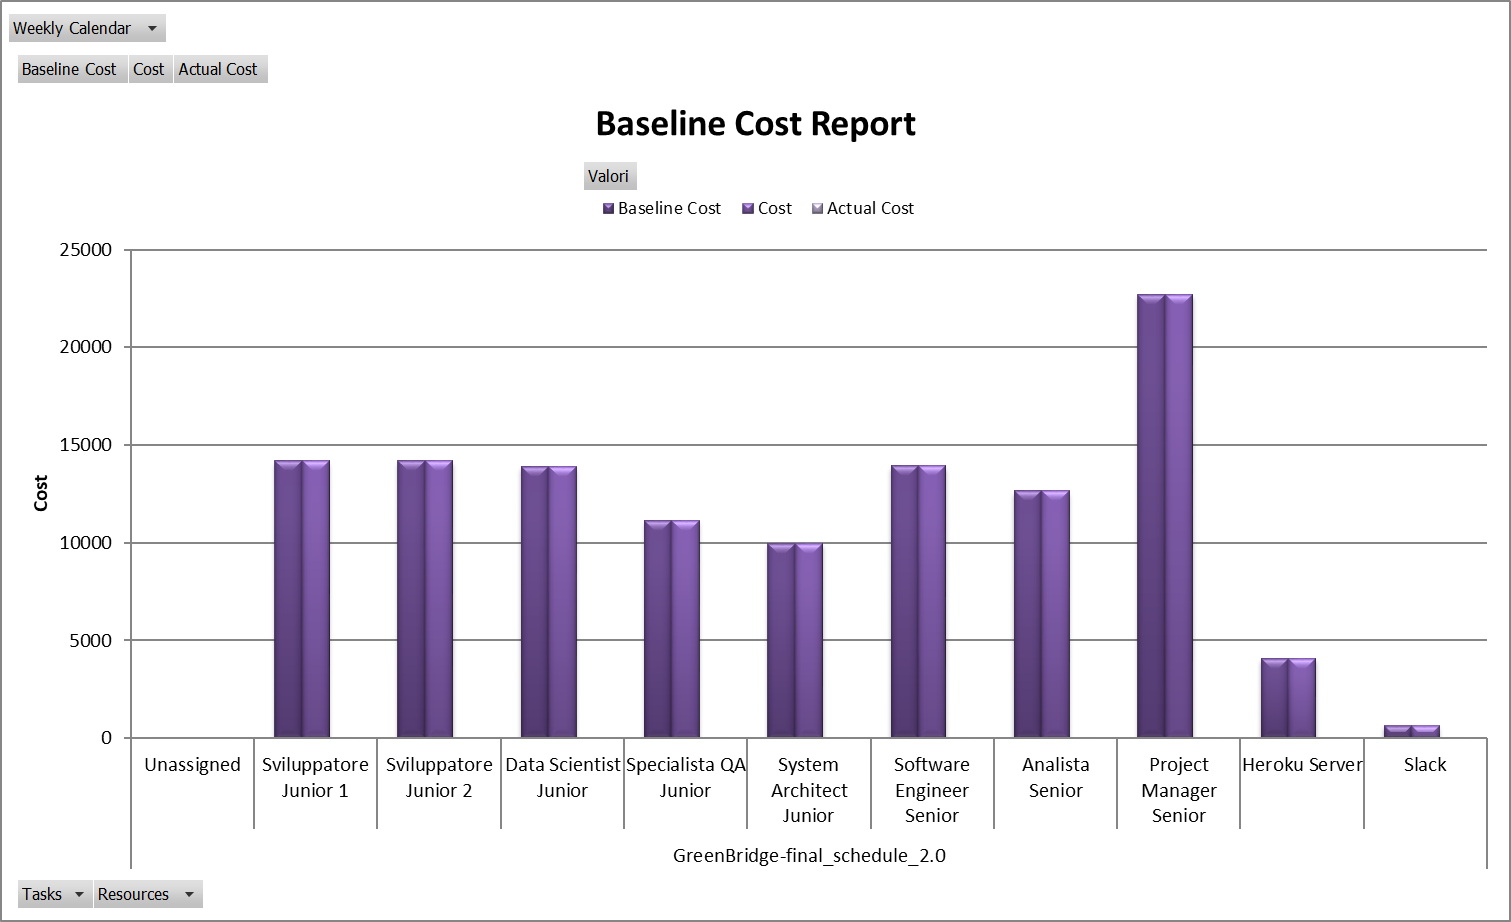 Weekly Calendar
Baseline Cost Cost Actual Cost
Baseline Cost Report
Valori
Baseline Cost Cost Actual Cost
25000
20000
15000
10000
5000
0
Cost
Unassigned
Sviluppatore
Junior 1
Sviluppatore
Junior 2
Data Scientist
Junior
Specialista QA
Junior
System
Architect
Junior
Software
Engineer
Senior
Analista
Senior
Project
Manager
Senior
Heroku Server
Slack
GreenBridge-final_schedule_2.0
Tasks Resources